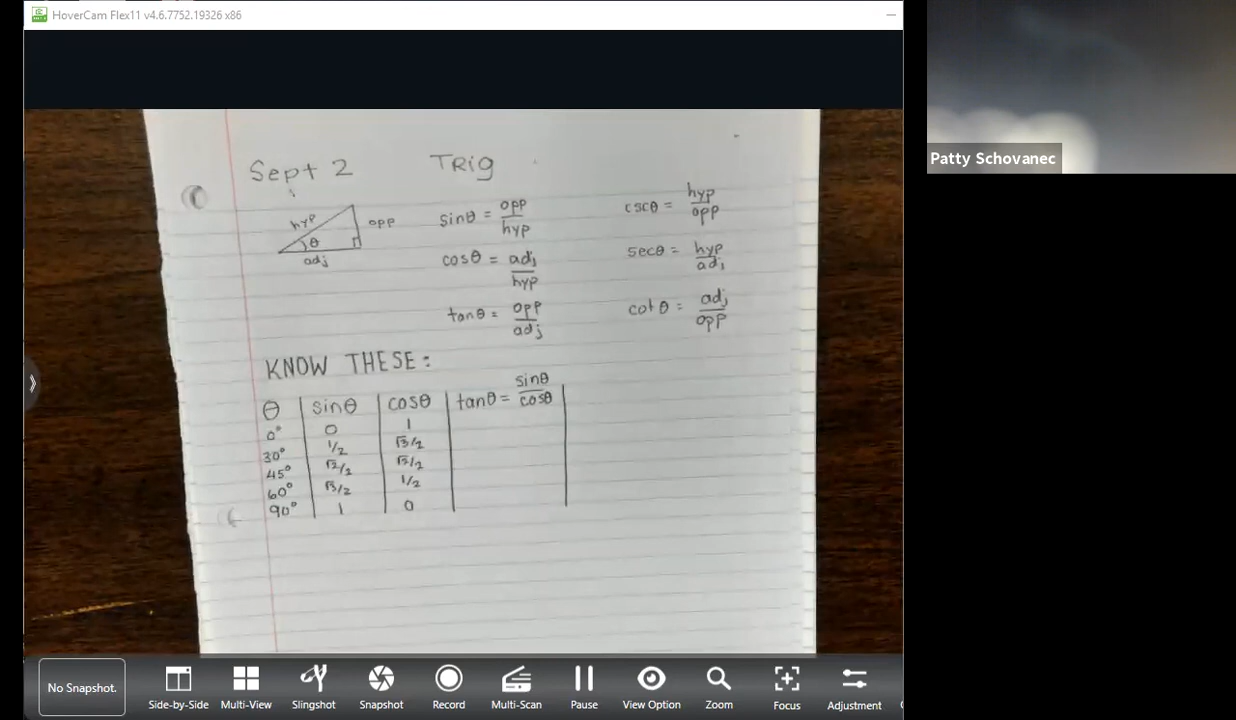 HoverCam Flex11 v4.6.7752.19326 x86
Patty Schovanec
Sept 2 Trig
hyp opp θ adj
sinθ = opp/hyp cscθ = hyp/opp
cosθ = adj/hyp secθ = hyp/adj
tanθ = opp/adj cotθ = adj/opp
KNOW THESE:
θ sinθ cosθ tanθ = sinθ/cosθ
0° 0 1
30° 1/2 √3/2
45° √2/2 √2/2
60° √3/2 1/2
90° 1 0
No Snapshot.
Side-by-Side Multi-View Slingshot Snapshot Record Multi-Scan Pause View Option Zoom Focus Adjustment